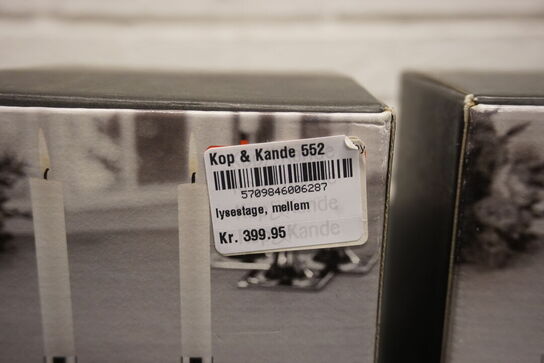 Kop & Kande 552
5709846006287
lysestage, mellem
Kr. 399.95